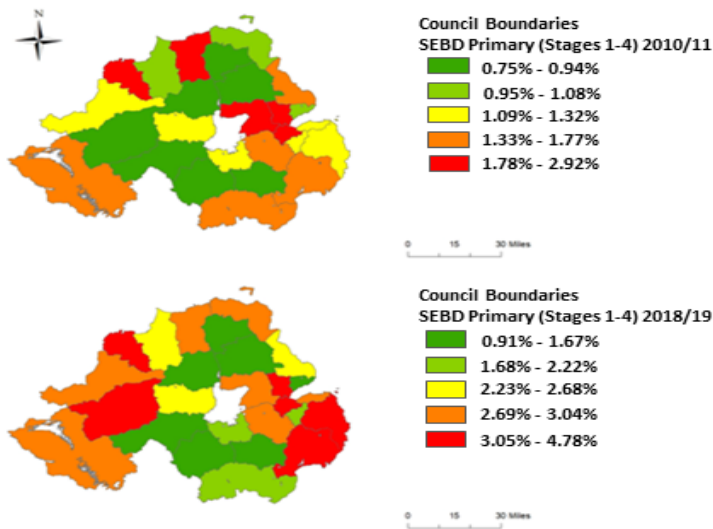 N
Council Boundaries
SEBD Primary (Stages 1-4) 2010/11
0.75% - 0.94%
0.95% - 1.08%
1.09% - 1.32%
1.33% - 1.77%
1.78% - 2.92%
0 15 30 Miles
Council Boundaries
SEBD Primary (Stages 1-4) 2018/19
0.91% - 1.67%
1.68% - 2.22%
2.23% - 2.68%
2.69% - 3.04%
3.05% - 4.78%
0 15 30 Miles